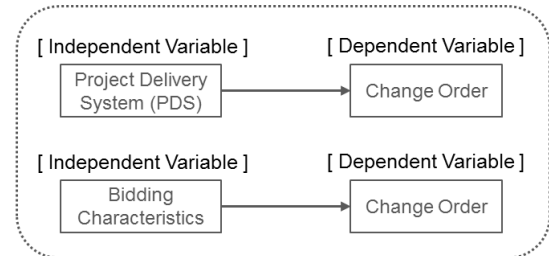 [ Independent Variable ] [ Dependent Variable ]
Project Delivery
System (PDS)
Change Order
[ Independent Variable ] [ Dependent Variable ]
Bidding
Characteristics
Change Order